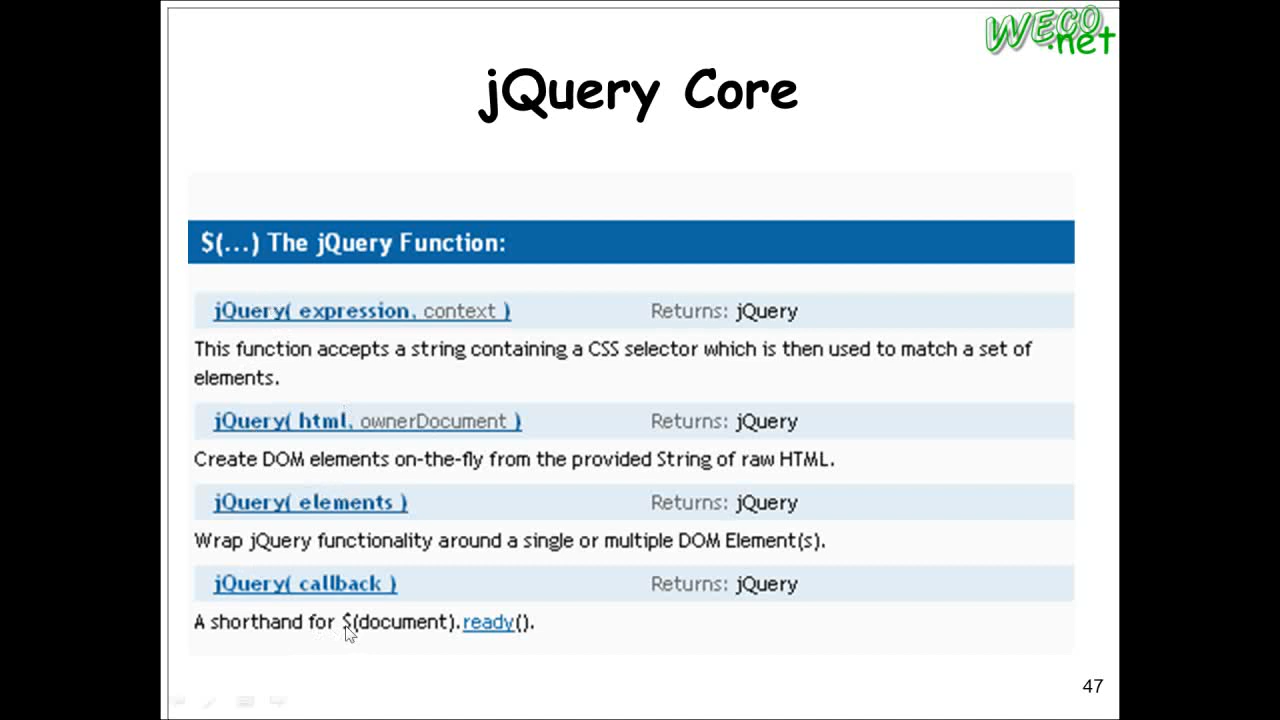 WECO
.net
jQuery Core
$(...) The jQuery Function:
jQuery( expression, context ) Returns: jQuery
This function accepts a string containing a CSS selector which is then used to match a set of
elements.
jQuery( html, ownerDocument ) Returns: jQuery
Create DOM elements on-the-fly from the provided String of raw HTML.
jQuery( elements ) Returns: jQuery
Wrap jQuery functionality around a single or multiple DOM Element(s).
jQuery( callback ) Returns: jQuery
A shorthand for $(document).ready().
47